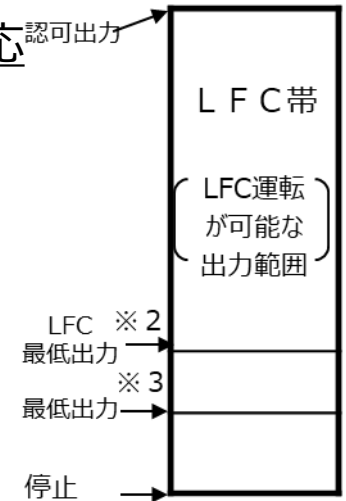 応
認可出力
ＬＦＣ帯
LFC運転
が可能な
出力範囲
LFC ※２
最低出力
※３
最低出力
停止